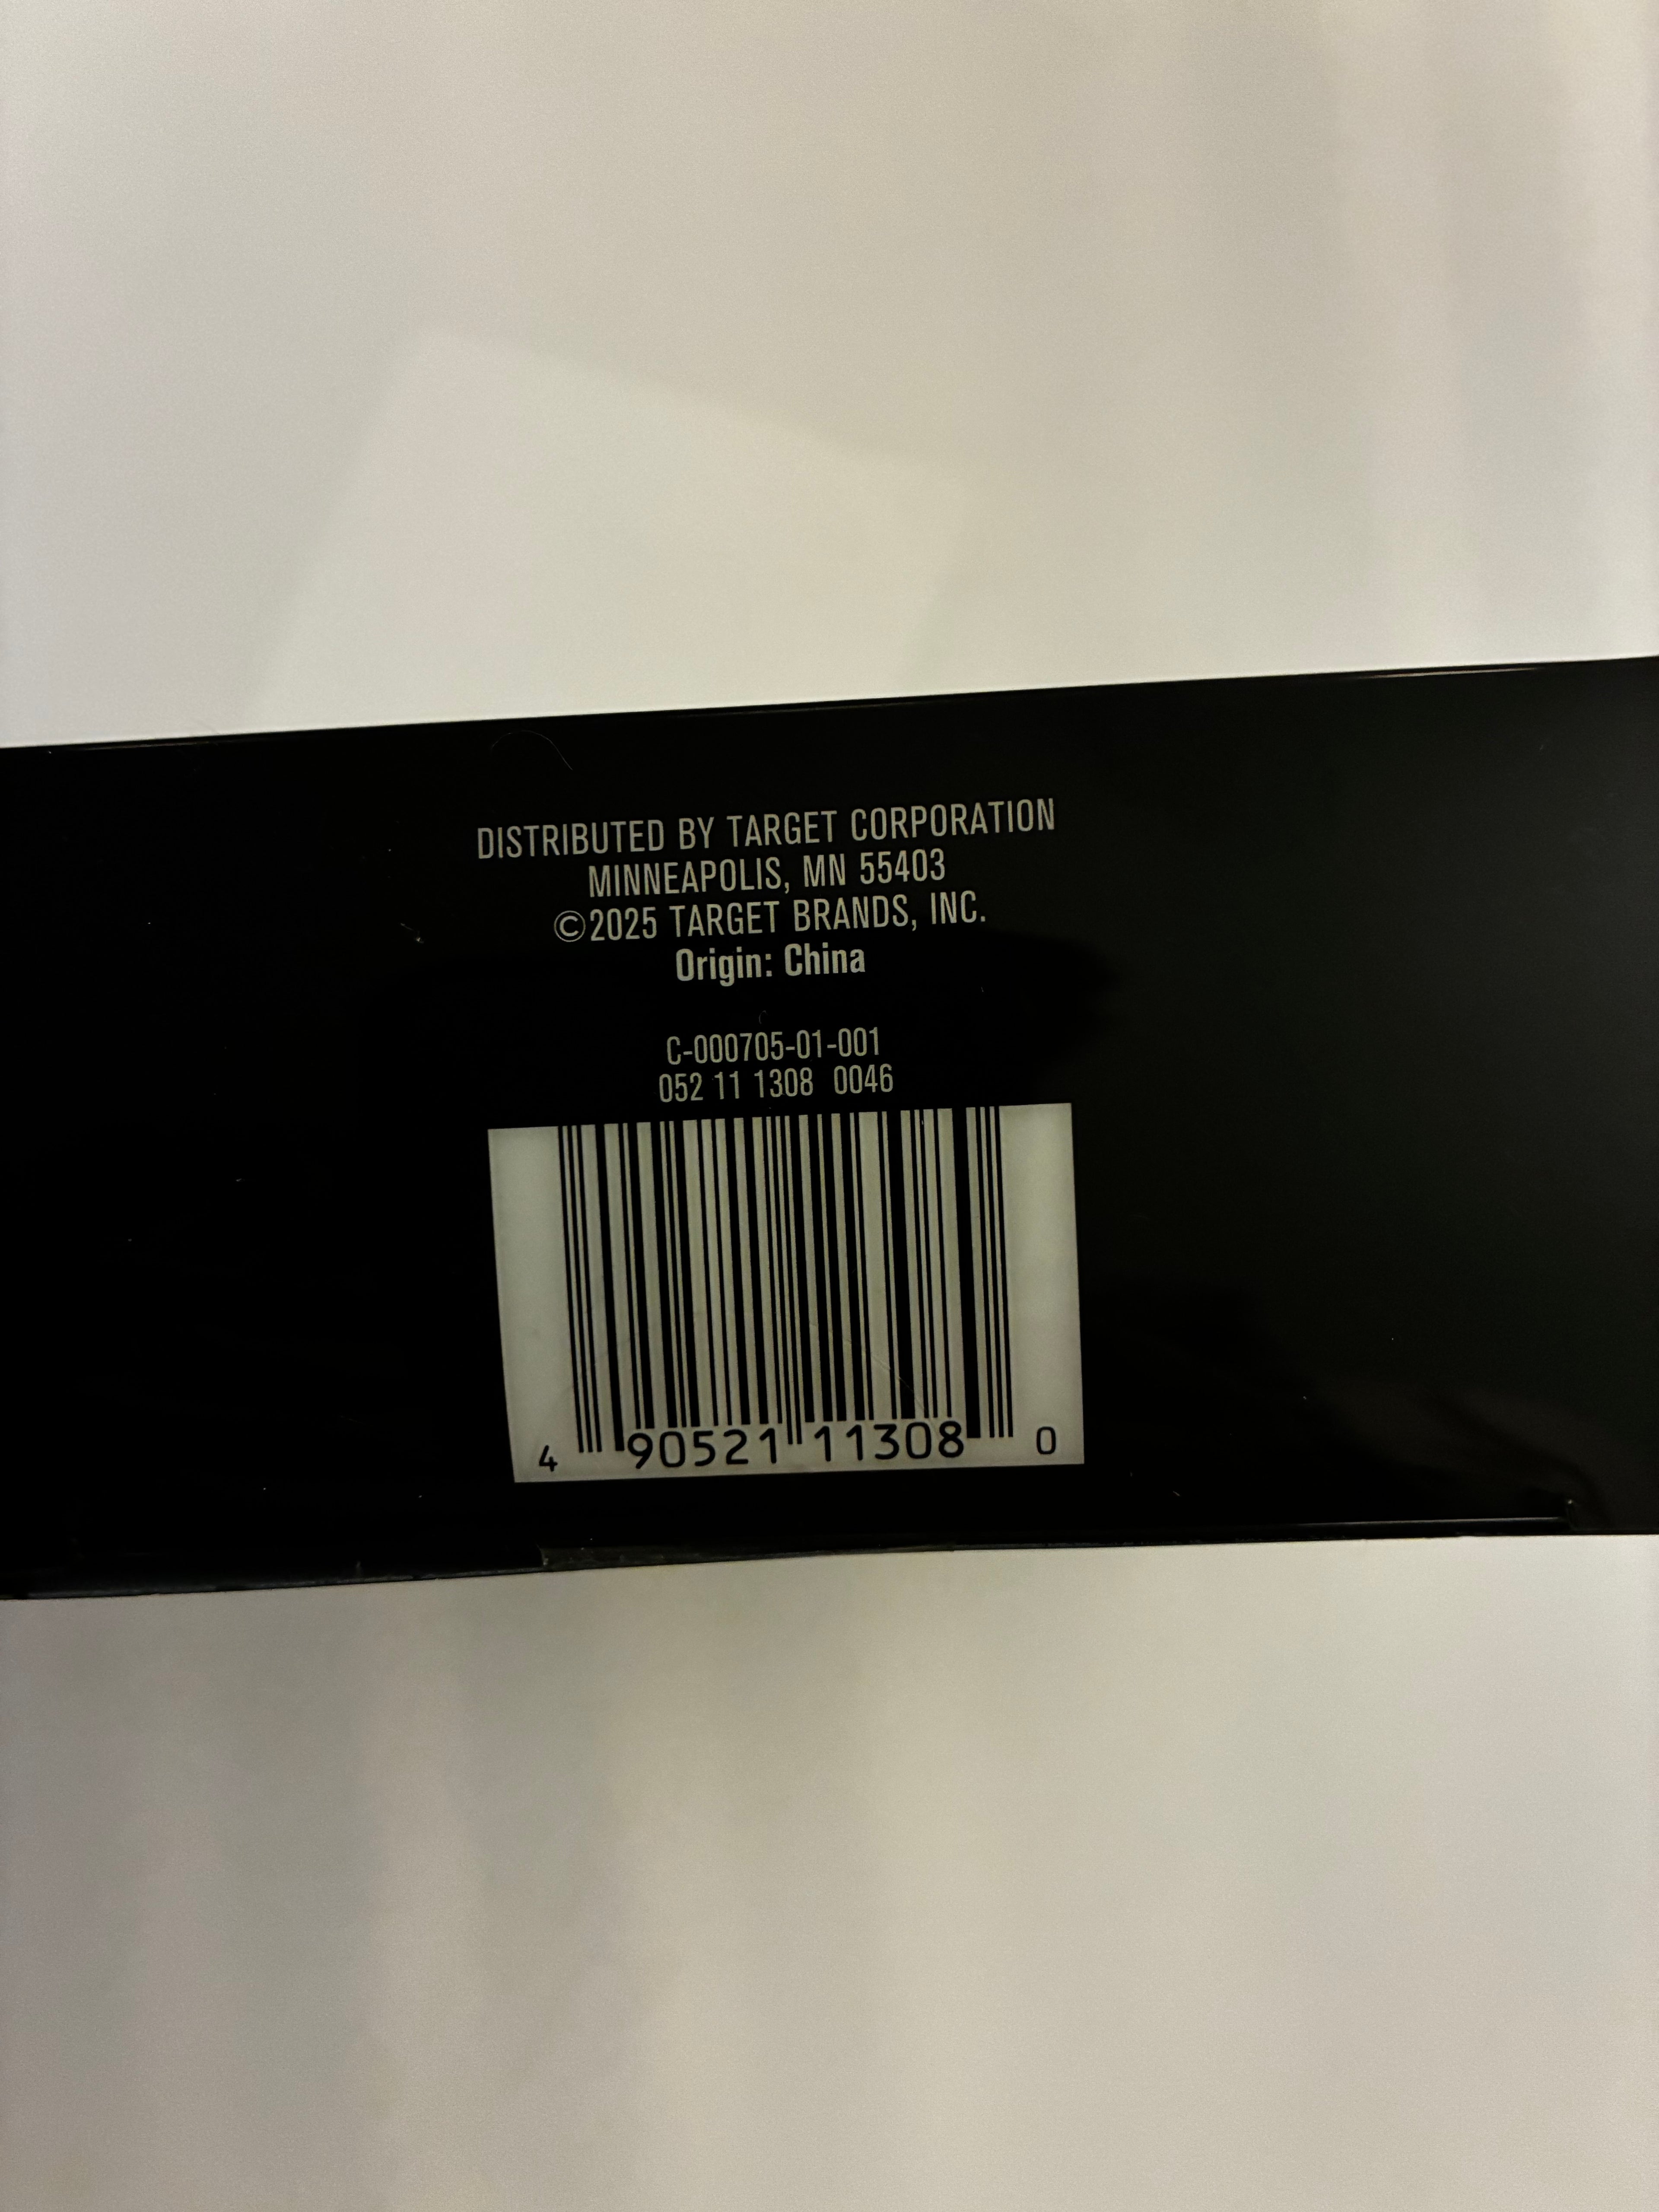 DISTRIBUTED BY TARGET CORPORATION
MINNEAPOLIS, MN 55403
©2025 TARGET BRANDS, INC.
Origin: China
C-000705-01-001
052 11 1308 0046
4 90521 11308 0